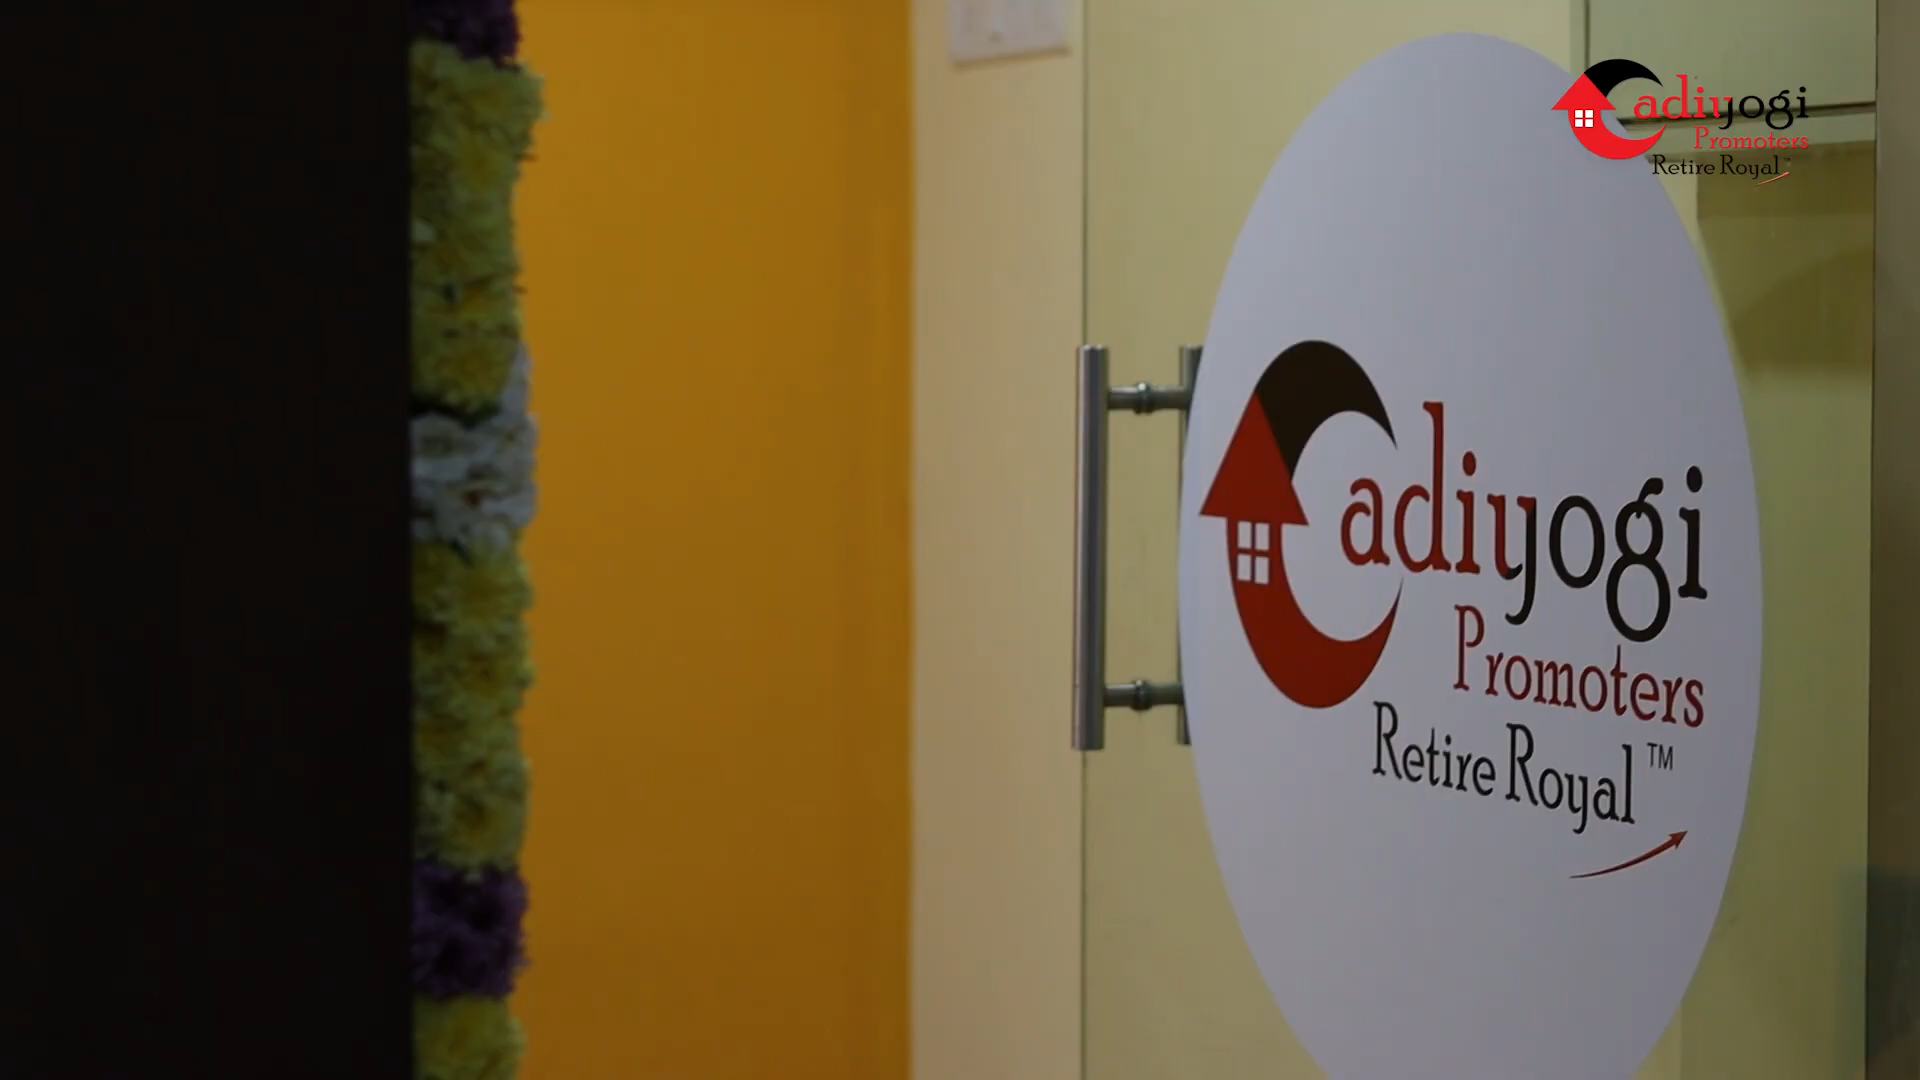 adiyogi
Promoters
Retire Royal
adiyogi
Promoters
Retire Royal™